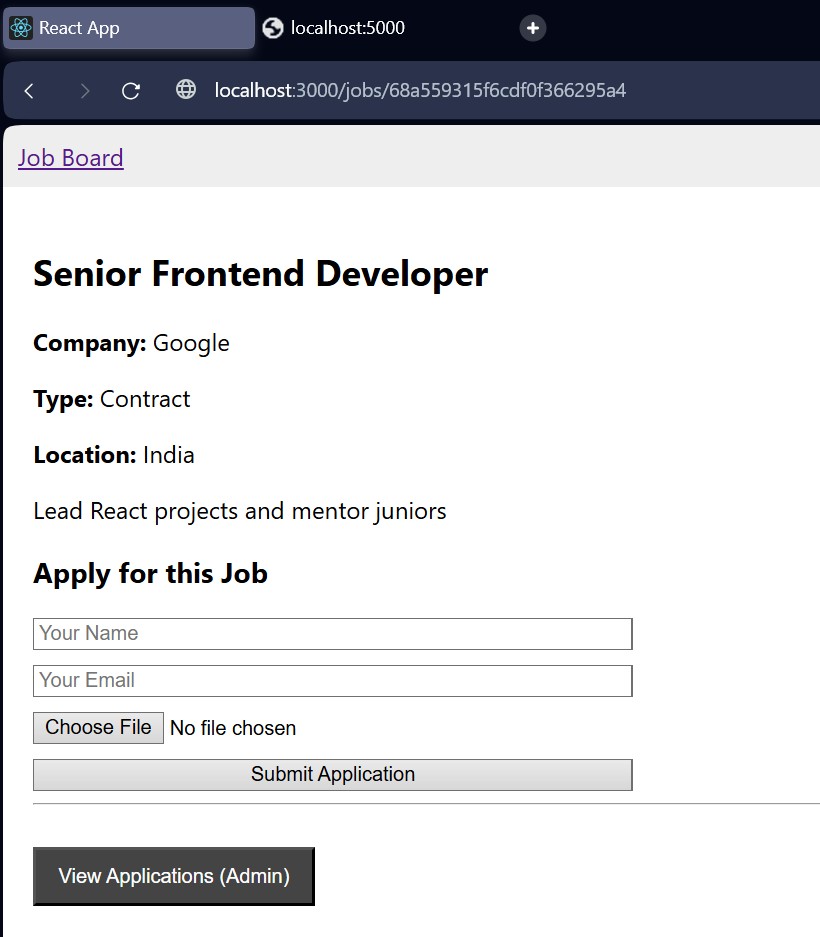 React App
localhost:5000
localhost:3000/jobs/68a559315f6cdf0f366295a4
Job Board
Senior Frontend Developer
Company: Google
Type: Contract
Location: India
Lead React projects and mentor juniors
Apply for this Job
Your Name
Your Email
Choose File No file chosen
Submit Application
View Applications (Admin)